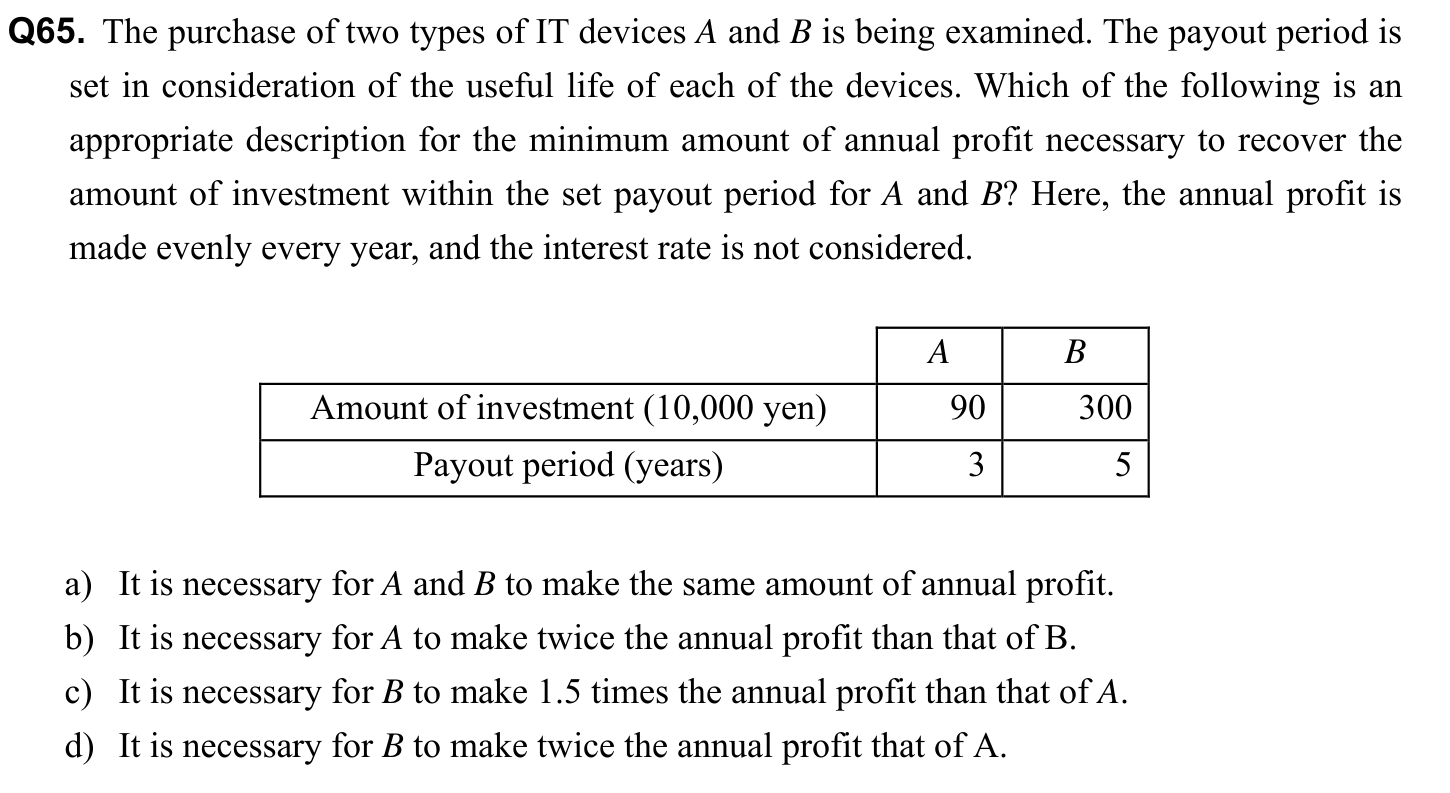 Q65. The purchase of two types of IT devices A and B is being examined. The payout period is
set in consideration of the useful life of each of the devices. Which of the following is an
appropriate description for the minimum amount of annual profit necessary to recover the
amount of investment within the set payout period for A and B? Here, the annual profit is
made evenly every year, and the interest rate is not considered.
A B
Amount of investment (10,000 yen) 90 300
Payout period (years) 3 5
a) It is necessary for A and B to make the same amount of annual profit.
b) It is necessary for A to make twice the annual profit than that of B.
c) It is necessary for B to make 1.5 times the annual profit than that of A.
d) It is necessary for B to make twice the annual profit that of A.